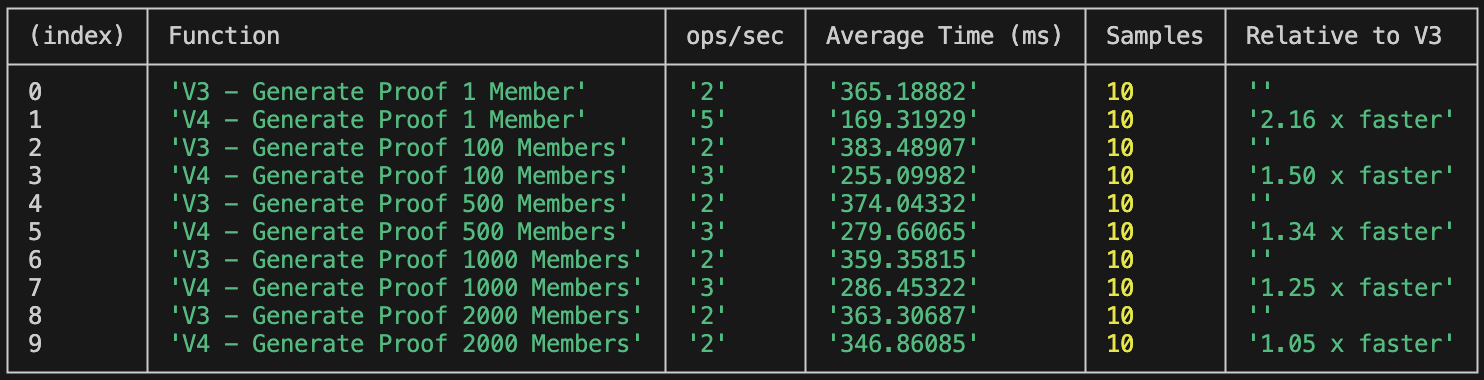 (index) Function ops/sec Average Time (ms) Samples Relative to V3
0 'V3 – Generate Proof 1 Member' '2' '365.18882' 10 ''
1 'V4 – Generate Proof 1 Member' '5' '169.31929' 10 '2.16 x faster'
2 'V3 – Generate Proof 100 Members' '2' '383.48907' 10 ''
3 'V4 – Generate Proof 100 Members' '3' '255.09982' 10 '1.50 x faster'
4 'V3 – Generate Proof 500 Members' '2' '374.04332' 10 ''
5 'V4 – Generate Proof 500 Members' '3' '279.66065' 10 '1.34 x faster'
6 'V3 – Generate Proof 1000 Members' '2' '359.35815' 10 ''
7 'V4 – Generate Proof 1000 Members' '3' '286.45322' 10 '1.25 x faster'
8 'V3 – Generate Proof 2000 Members' '2' '363.30687' 10 ''
9 'V4 – Generate Proof 2000 Members' '2' '346.86085' 10 '1.05 x faster'